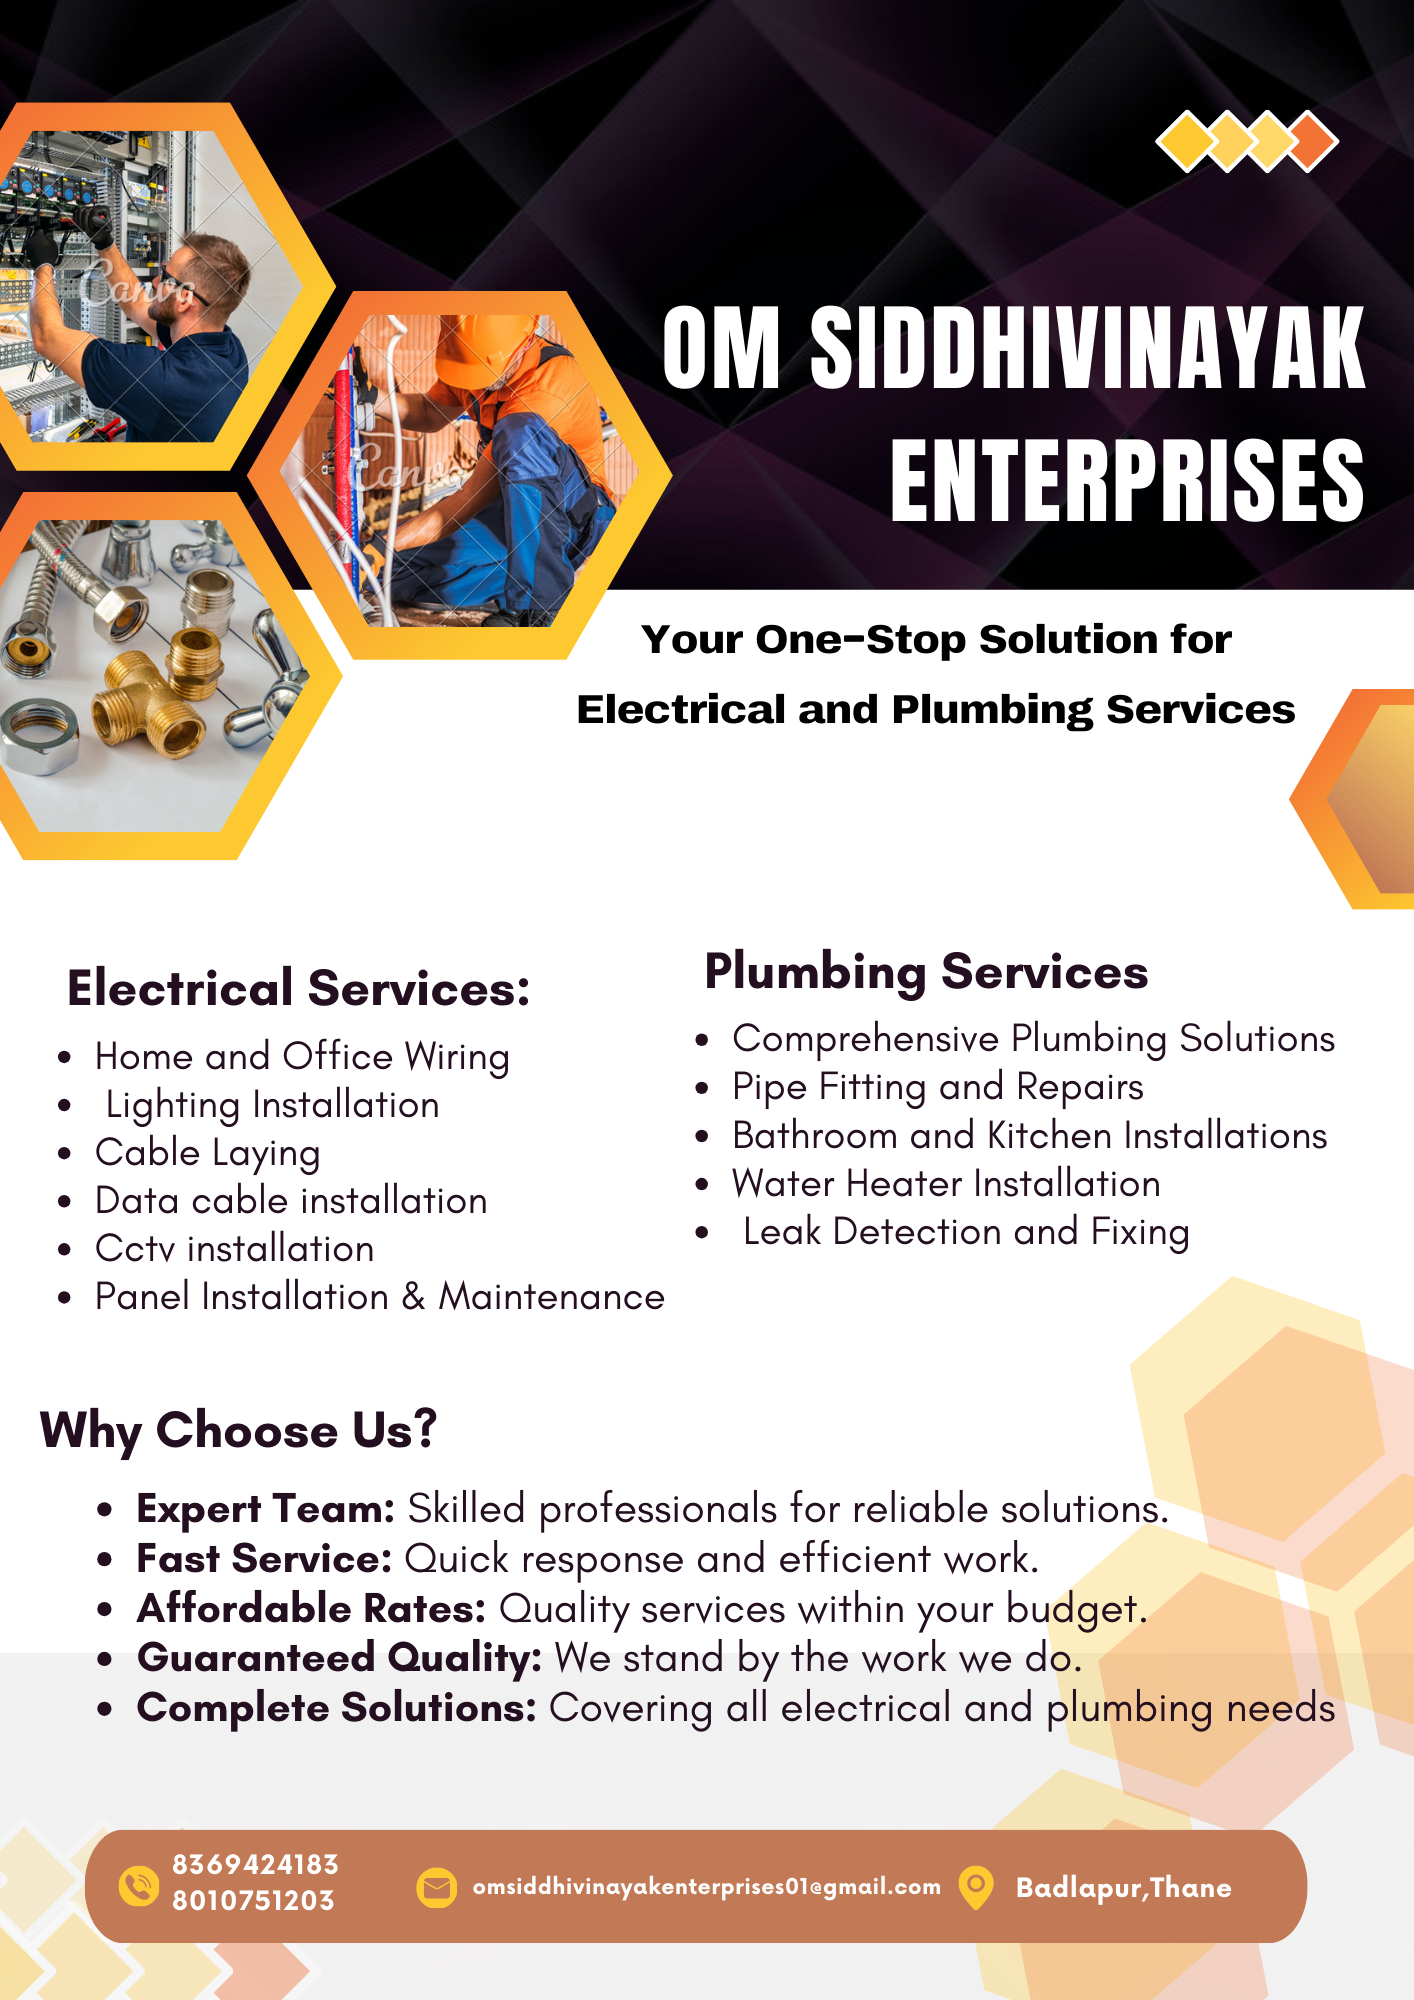 OM SIDDHIVINAYAK
ENTERPRISES
Canva
Canva
Your One-Stop Solution for
Electrical and Plumbing Services
Electrical Services:
• Home and Office Wiring
• Lighting Installation
• Cable Laying
• Data cable installation
• Cctv installation
• Panel Installation & Maintenance
Plumbing Services
• Comprehensive Plumbing Solutions
• Pipe Fitting and Repairs
• Bathroom and Kitchen Installations
• Water Heater Installation
• Leak Detection and Fixing
Why Choose Us?
• Expert Team: Skilled professionals for reliable solutions.
• Fast Service: Quick response and efficient work.
• Affordable Rates: Quality services within your budget.
• Guaranteed Quality: We stand by the work we do.
• Complete Solutions: Covering all electrical and plumbing needs
8369424183
8010751203
omsiddhivinayakenterprises01@gmail.com
Badlapur,Thane